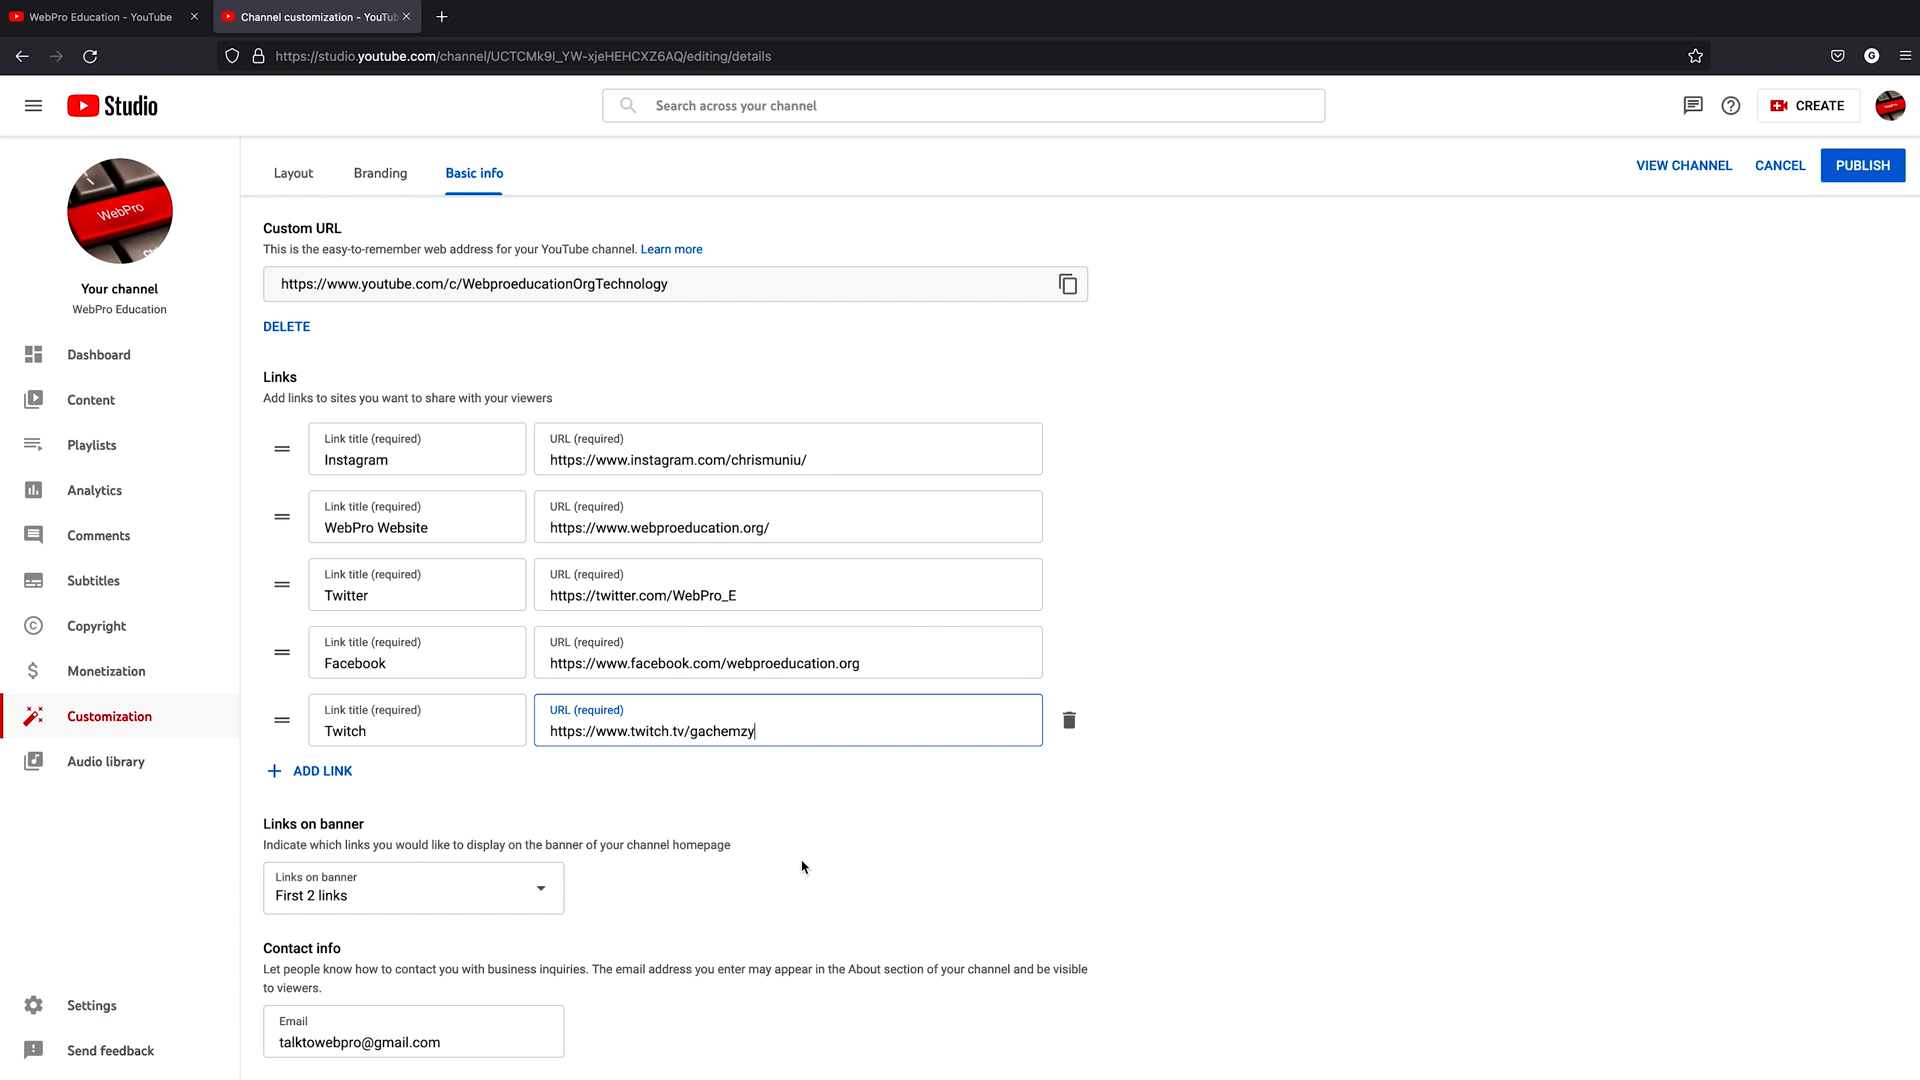 WebPro Education - YouTube
Channel customization - YouTub
https://studio.youtube.com/channel/UCTCMk9I_YW-xjeHEHCXZ6AQ/editing/details
G
Studio
Search across your channel
CREATE
WebPro
Your channel
WebPro Education
Dashboard
Content
Playlists
Analytics
Comments
Subtitles
Copyright
Monetization
Customization
Audio library
Settings
Send feedback
Layout
Branding
Basic info
VIEW CHANNEL
CANCEL
PUBLISH
Custom URL
This is the easy-to-remember web address for your YouTube channel. Learn more
https://www.youtube.com/c/WebproeducationOrgTechnology
DELETE
Links
Add links to sites you want to share with your viewers
Link title (required)
Instagram
URL (required)
https://www.instagram.com/chrismuniu/
Link title (required)
WebPro Website
URL (required)
https://www.webproeducation.org/
Link title (required)
Twitter
URL (required)
https://twitter.com/WebPro_E
Link title (required)
Facebook
URL (required)
https://www.facebook.com/webproeducation.org
Link title (required)
Twitch
URL (required)
https://www.twitch.tv/gachemzy
ADD LINK
Links on banner
Indicate which links you would like to display on the banner of your channel homepage
Links on banner
First 2 links
Contact info
Let people know how to contact you with business inquiries. The email address you enter may appear in the About section of your channel and be visible
to viewers.
Email
talktowebpro@gmail.com